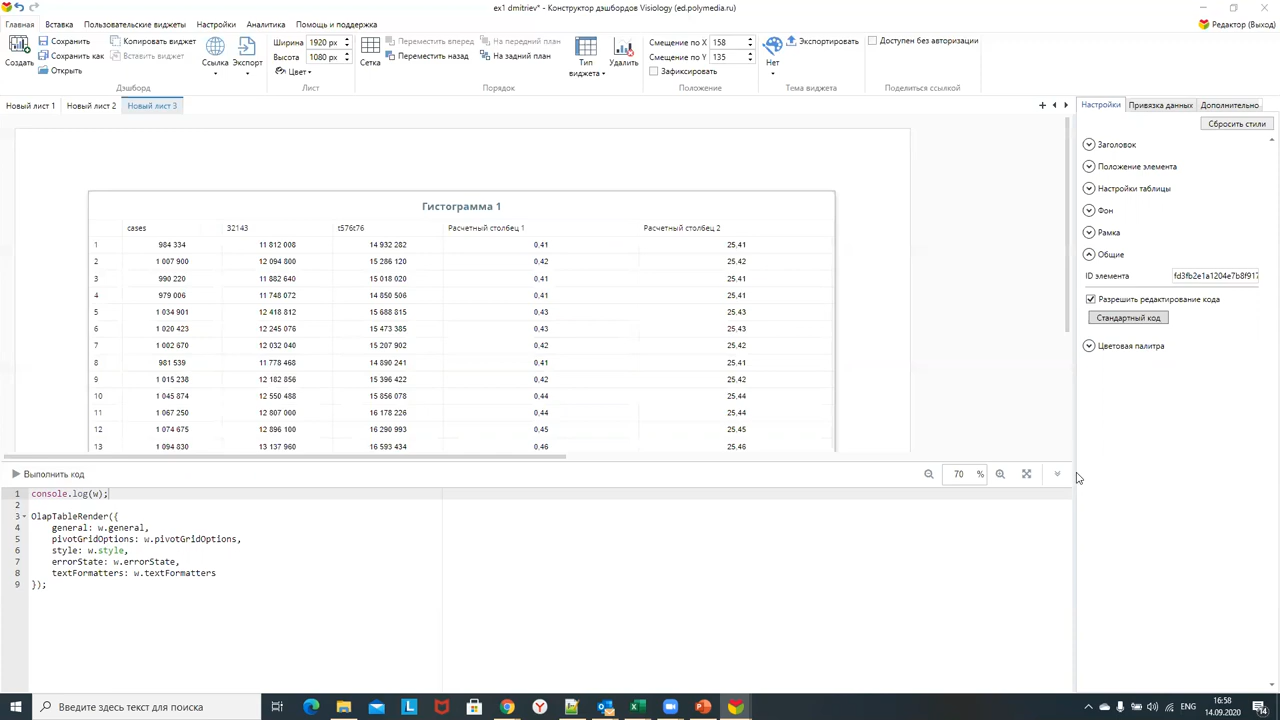 ex1 dmitriev* - Конструктор дэшбордов Visiology (ed.polymedia.ru)
Главная Вставка Пользовательские виджеты Настройки Аналитика Помощь и поддержка Редактор (Выход)
Создать
Сохранить
Сохранить как
Открыть
Копировать виджет
Вставить виджет
Ссылка
Экспорт
Дэшборд
Ширина 1920 px
Высота 1080 px
Цвет
Лист
Сетка
Переместить вперед
Переместить назад
На передний план
На задний план
Порядок
Тип виджета
Удалить
Смещение по X 158
Смещение по Y 135
Зафиксировать
Положение
Нет
Экспортировать
Тема виджета
Доступен без авторизации
Поделиться ссылкой
Новый лист 1 Новый лист 2 Новый лист 3
Гистограмма 1
cases 32143 t576t76 Расчетный столбец 1 Расчетный столбец 2
1 984 334 11 812 008 14 932 282 0,41 25,41
2 1 007 900 12 094 800 15 286 120 0,42 25,42
3 990 220 11 882 640 15 018 020 0,41 25,41
4 979 006 11 748 072 14 850 506 0,41 25,41
5 1 034 901 12 418 812 15 688 815 0,43 25,43
6 1 020 423 12 245 076 15 473 385 0,43 25,43
7 1 002 670 12 032 040 15 207 902 0,42 25,42
8 981 539 11 778 468 14 890 241 0,41 25,41
9 1 015 238 12 182 856 15 396 422 0,42 25,42
10 1 045 874 12 550 488 15 856 078 0,44 25,44
11 1 067 250 12 807 000 16 178 226 0,44 25,44
12 1 074 675 12 896 100 16 290 993 0,45 25,45
13 1 094 830 13 137 960 16 593 434 0,46 25,46
Настройки Привязка данных Дополнительно
Сбросить стили
Заголовок
Положение элемента
Настройки таблицы
Фон
Рамка
Общие
ID элемента fd3fb2e1a1204e7b8f917
Разрешить редактирование кода
Стандартный код
Цветовая палитра
Выполнить код 70 %
1 console.log(w);
2
3 OlapTableRender({
4 general: w.general,
5 pivotGridOptions: w.pivotGridOptions,
6 style: w.style,
7 errorState: w.errorState,
8 textFormatters: w.textFormatters
9 });
Введите здесь текст для поиска
ENG
16:58
14.09.2020
14